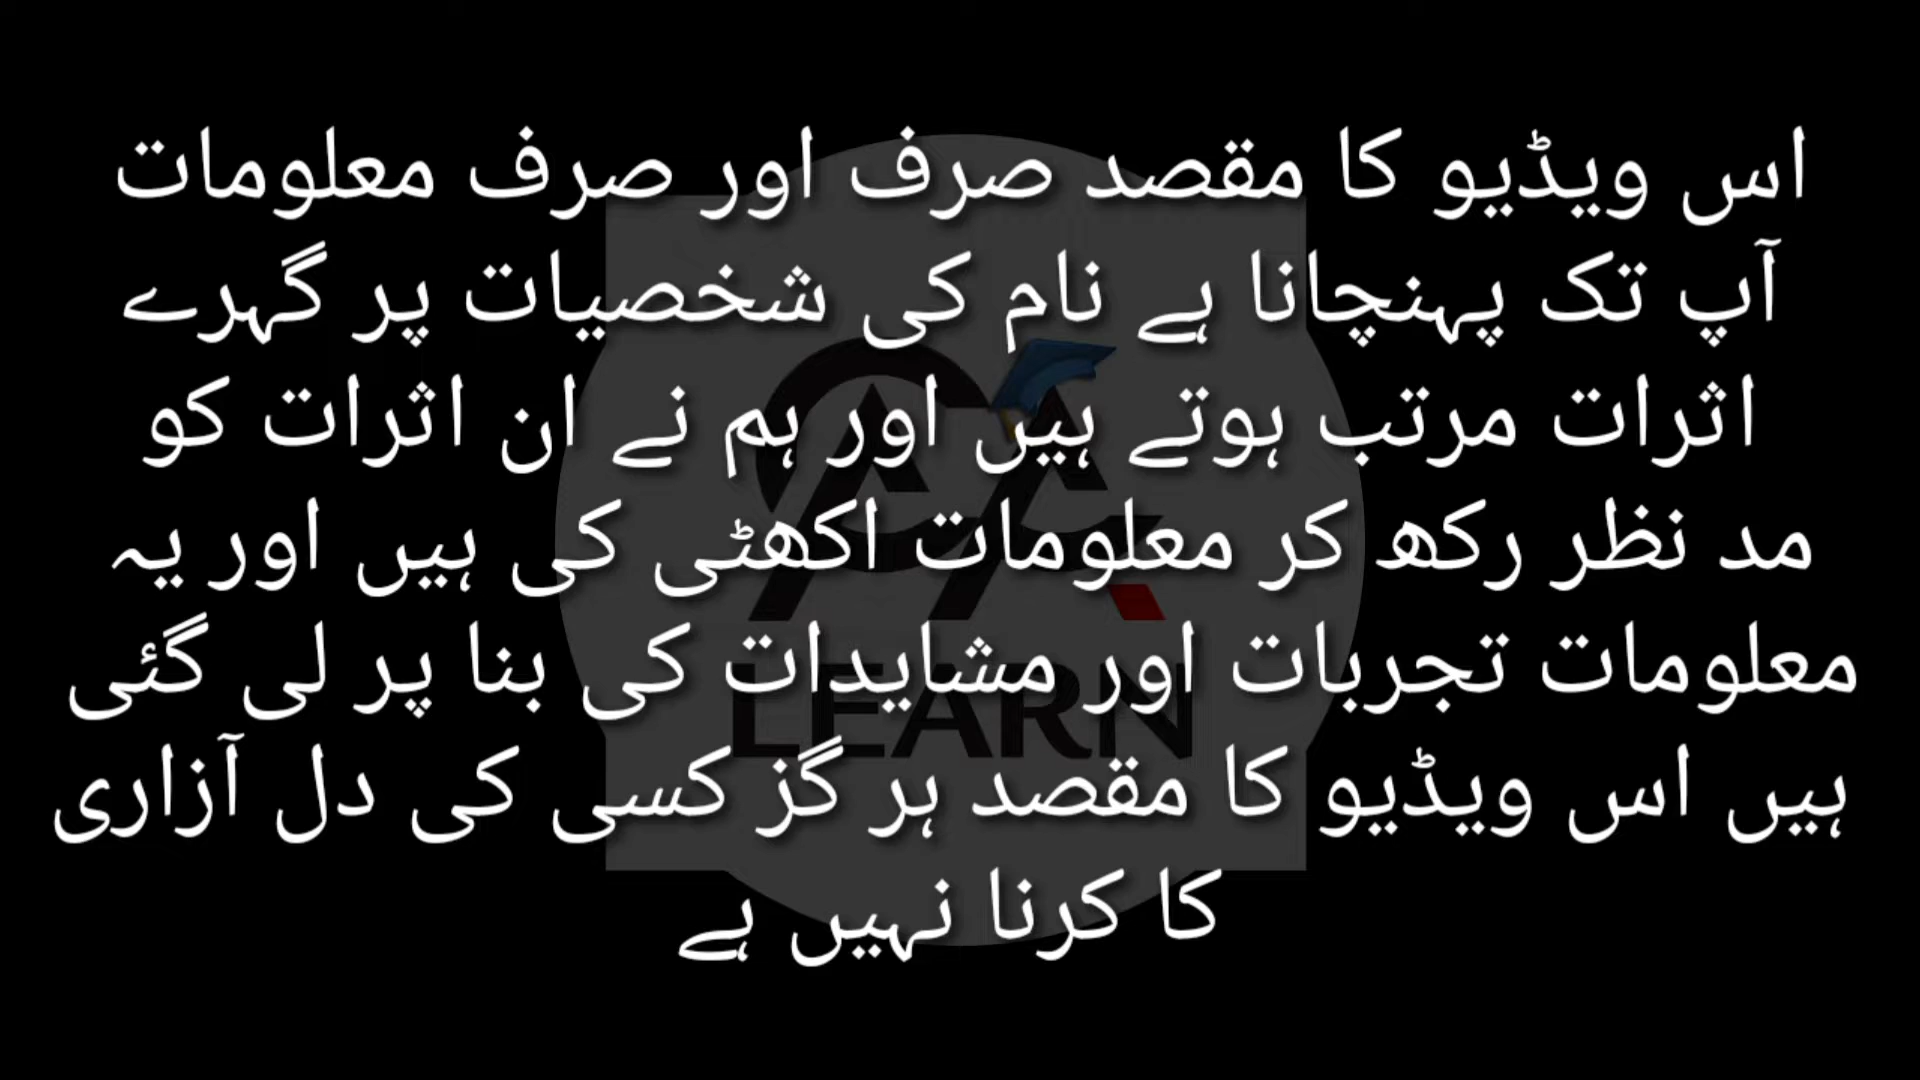 اس ویڈیو کا مقصد صرف اور صرف معلومات
آپ تک پہنچانا ہے نام کی شخصیات پر گہرے
اثرات مرتب ہوتے ہیں اور ہم نے ان اثرات کو
مد نظر رکھ کر معلومات اکھٹی کی ہیں اور یہ
معلومات تجربات اور مشایدات کی بنا پر لی گئی
ہیں اس ویڈیو کا مقصد ہر گز کسی کی دل آزاری
کا کرنا نہیں ہے
LEARN